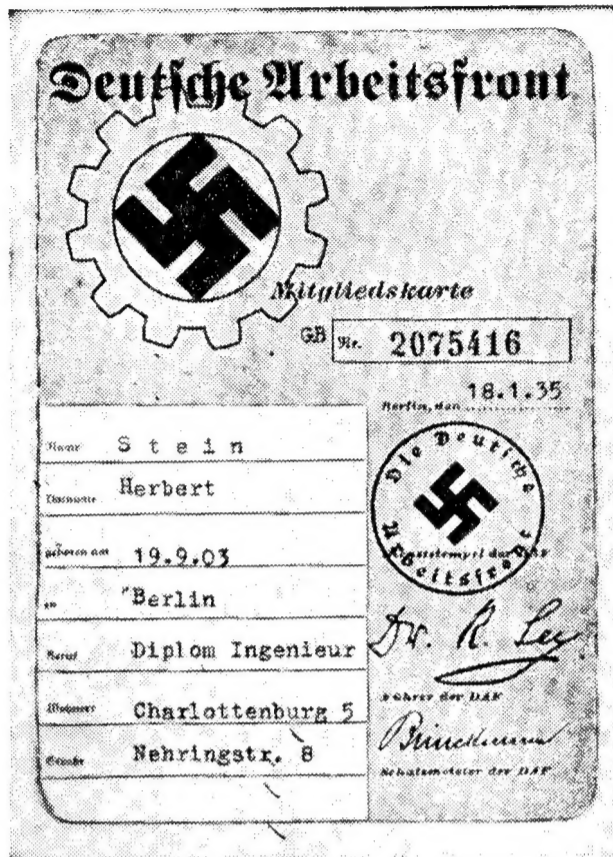 Deutsche Arbeitsfront
Mitgliedskarte
GB Nr. 2075416
Berlin, den 18.1.35
Name Stein
Vorname Herbert
geboren am 19.9.03
in Berlin
Beruf Diplom Ingenieur
Wohnort Charlottenburg 5
Straße Nehringstr. 8
Die Deutsche Arbeitsfront
Dr. R. Ley
Führer der DAF
Brinckmann
Schatzmeister der DAF